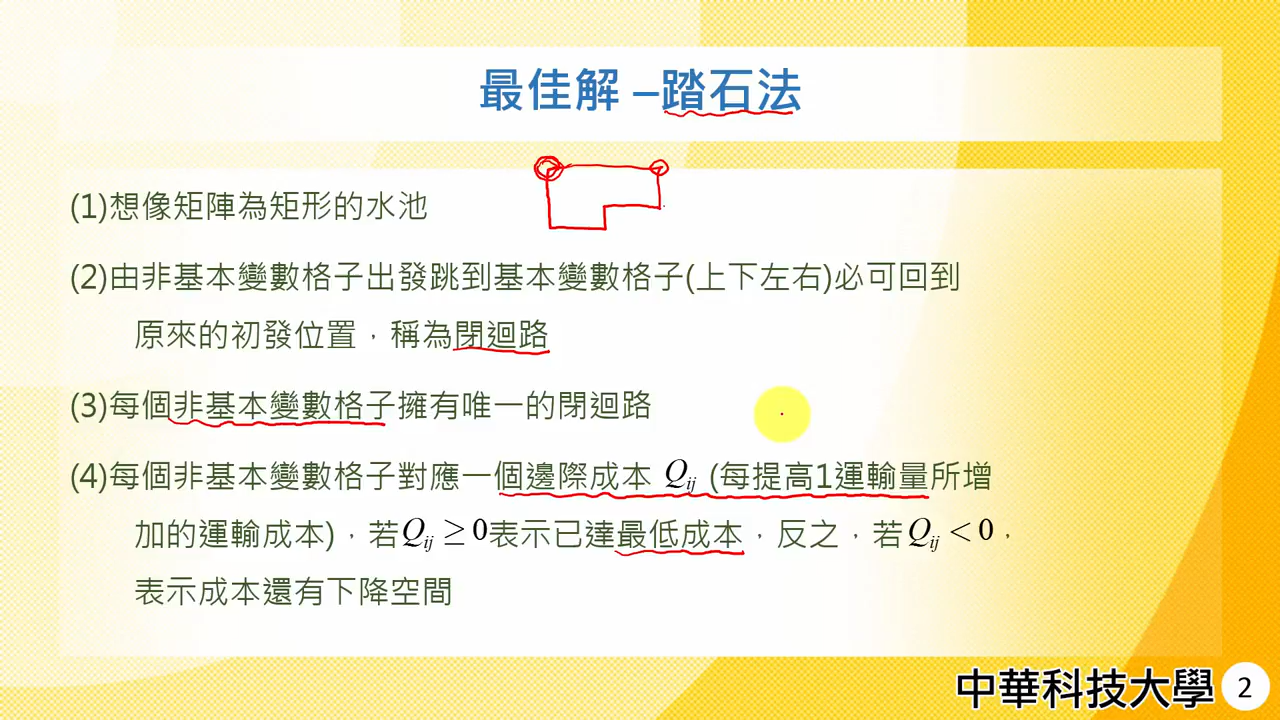 最佳解 –踏石法
(1)想像矩陣為矩形的水池
(2)由非基本變數格子出發跳到基本變數格子(上下左右)必可回到
原來的初發位置，稱為閉迴路
(3)每個非基本變數格子擁有唯一的閉迴路
(4)每個非基本變數格子對應一個邊際成本 Qij (每提高1運輸量所增
加的運輸成本)，若Qij ≥ 0表示已達最低成本，反之，若Qij < 0，
表示成本還有下降空間
中華科技大學 2